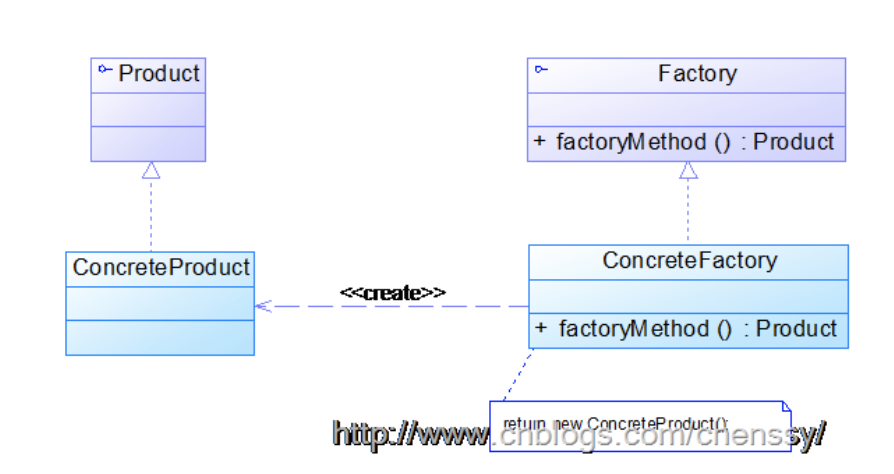 Product
Factory
+ factoryMethod () : Product
ConcreteProduct
ConcreteFactory
<<create>>
+ factoryMethod () : Product
return new ConcreteProduct();
http://www.cnblogs.com/chenssy/